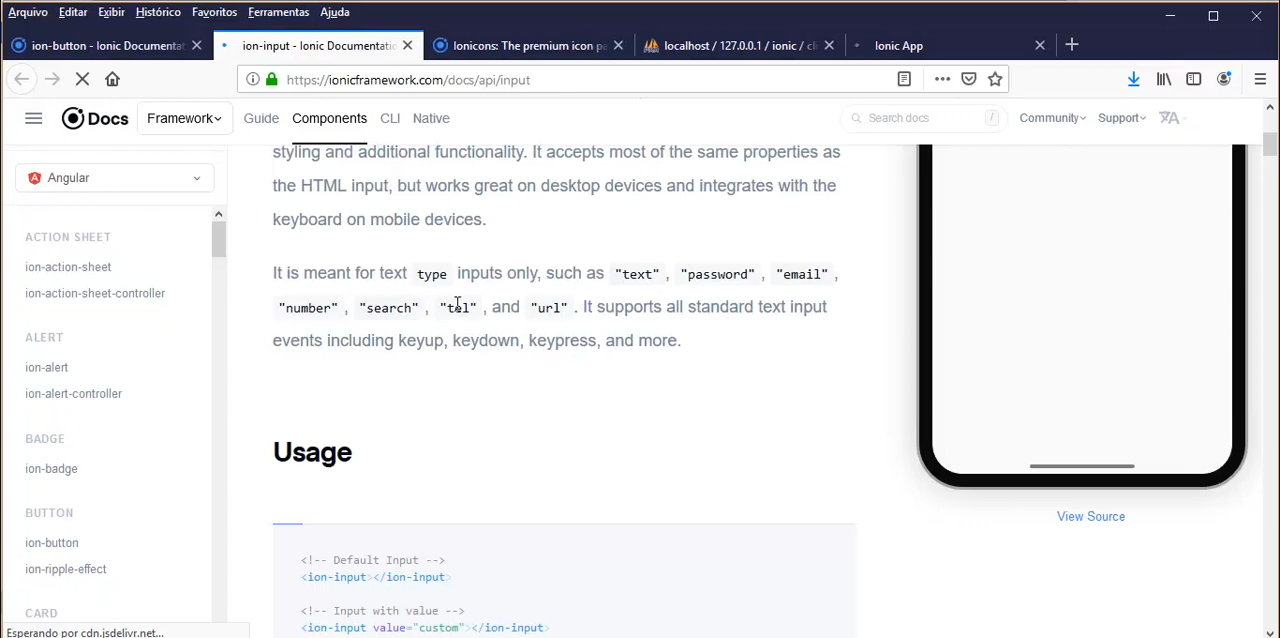 Arquivo Editar Exibir Histórico Favoritos Ferramentas Ajuda
ion-button - Ionic Documentat
ion-input - Ionic Documentatio
Ionicons: The premium icon pa
localhost / 127.0.0.1 / ionic / cl
Ionic App
https://ionicframework.com/docs/api/input
Docs
Framework
Guide
Components
CLI
Native
Search docs
/
Community
Support
Angular
ACTION SHEET
ion-action-sheet
ion-action-sheet-controller
ALERT
ion-alert
ion-alert-controller
BADGE
ion-badge
BUTTON
ion-button
ion-ripple-effect
CARD
styling and additional functionality. It accepts most of the same properties as
the HTML input, but works great on desktop devices and integrates with the
keyboard on mobile devices.
It is meant for text type inputs only, such as "text", "password", "email",
"number", "search", "tel", and "url". It supports all standard text input
events including keyup, keydown, keypress, and more.
Usage
<!-- Default Input -->
<ion-input></ion-input>
<!-- Input with value -->
<ion-input value="custom"></ion-input>
View Source
Esperando por cdn.jsdelivr.net...